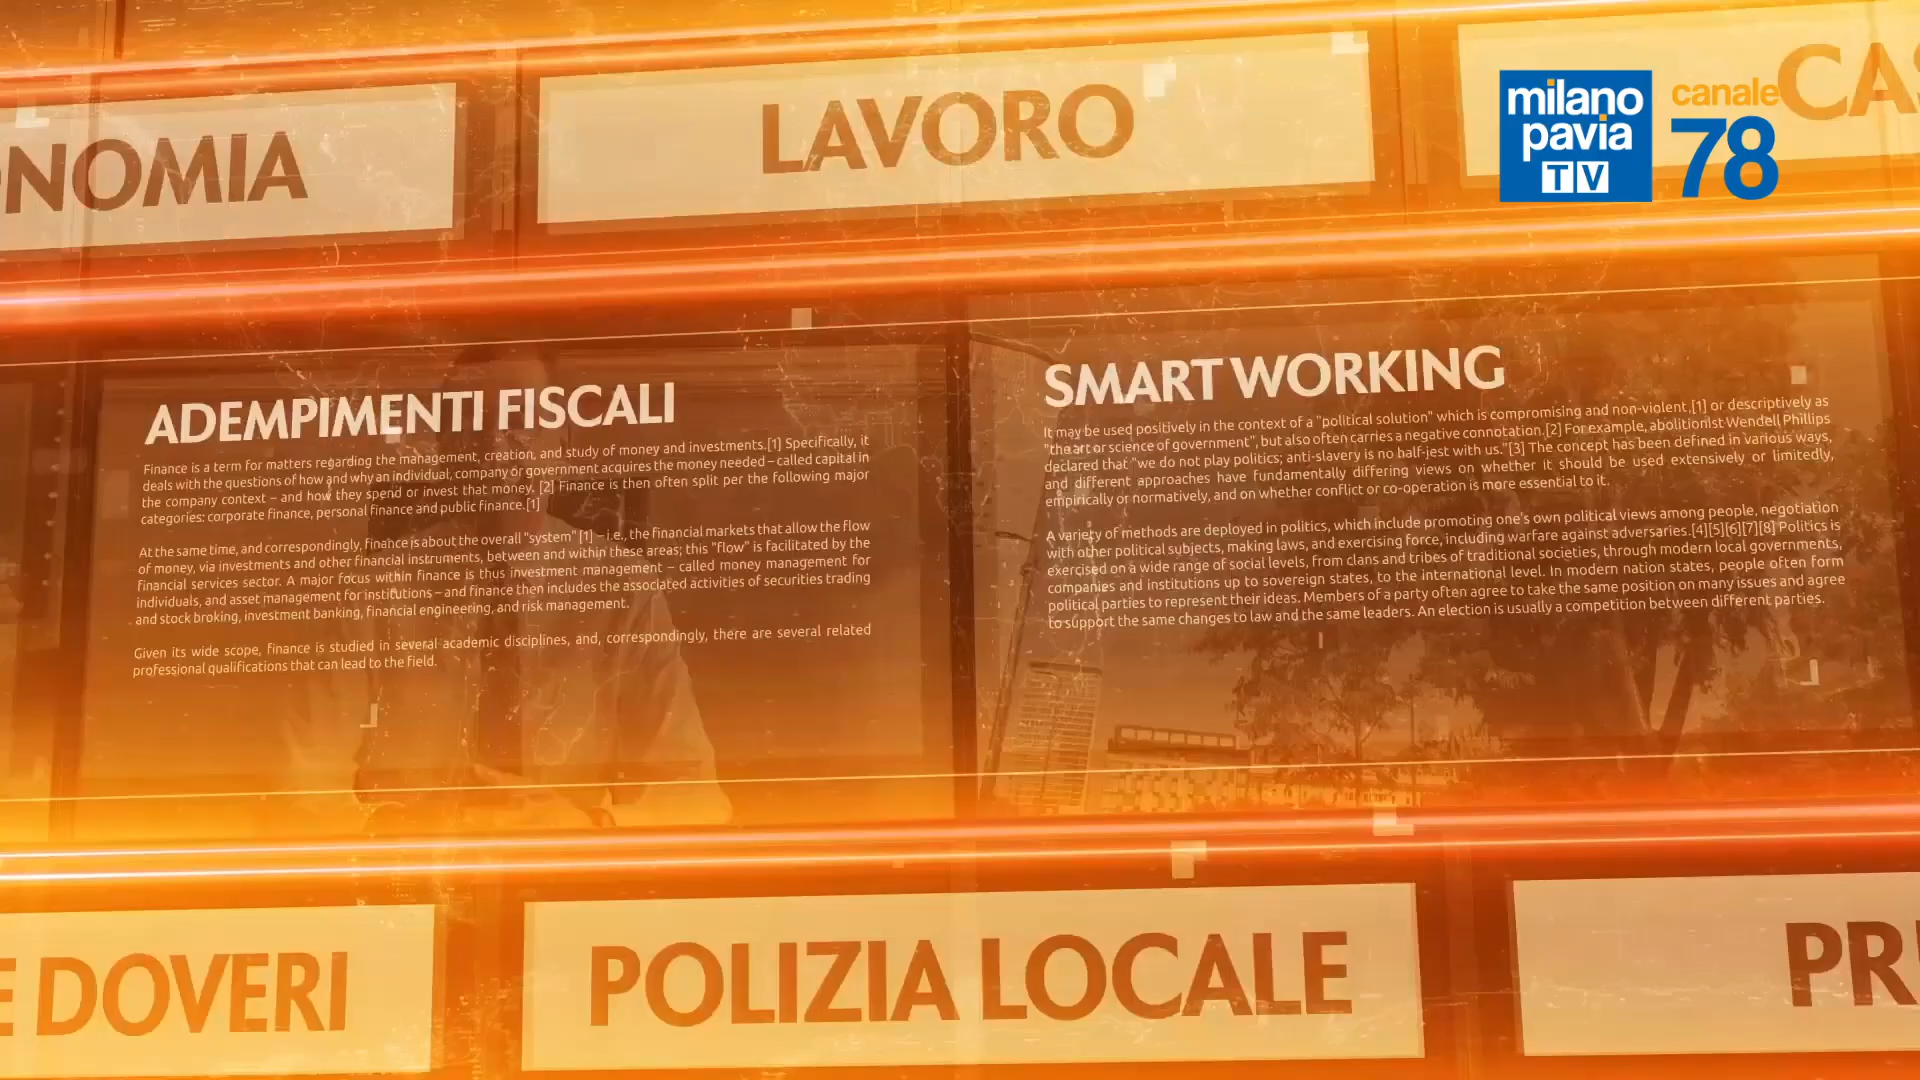 NOMIA
LAVORO
CAS
milano
pavia
TV
canale
78
ADEMPIMENTI FISCALI
Finance is a term for matters regarding the management, creation, and study of money and investments.[1] Specifically, it
deals with the questions of how and why an individual, company or government acquires the money needed – called capital in
the company context – and how they spend or invest that money. [2] Finance is then often split per the following major
categories: corporate finance, personal finance and public finance.[1]
At the same time, and correspondingly, finance is about the overall "system" [1] – i.e., the financial markets that allow the flow
of money, via investments and other financial instruments, between and within these areas; this "flow" is facilitated by the
financial services sector. A major focus within finance is thus investment management – called money management for
individuals, and asset management for institutions – and finance then includes the associated activities of securities trading
and stock broking, investment banking, financial engineering, and risk management.
Given its wide scope, finance is studied in several academic disciplines, and, correspondingly, there are several related
professional qualifications that can lead to the field.
SMART WORKING
It may be used positively in the context of a "political solution" which is compromising and non-violent,[1] or descriptively as
"the art or science of government", but also often carries a negative connotation.[2] For example, abolitionist Wendell Phillips
declared that "we do not play politics; anti-slavery is no half-jest with us."[3] The concept has been defined in various ways,
and different approaches have fundamentally differing views on whether it should be used extensively or limitedly,
empirically or normatively, and on whether conflict or co-operation is more essential to it.
A variety of methods are deployed in politics, which include promoting one's own political views among people, negotiation
with other political subjects, making laws, and exercising force, including warfare against adversaries.[4][5][6][7][8] Politics is
exercised on a wide range of social levels, from clans and tribes of traditional societies, through modern local governments,
companies and institutions up to sovereign states, to the international level. In modern nation states, people often form
political parties to represent their ideas. Members of a party often agree to take the same position on many issues and agree
to support the same changes to law and the same leaders. An election is usually a competition between different parties.
E DOVERI
POLIZIA LOCALE
PRI